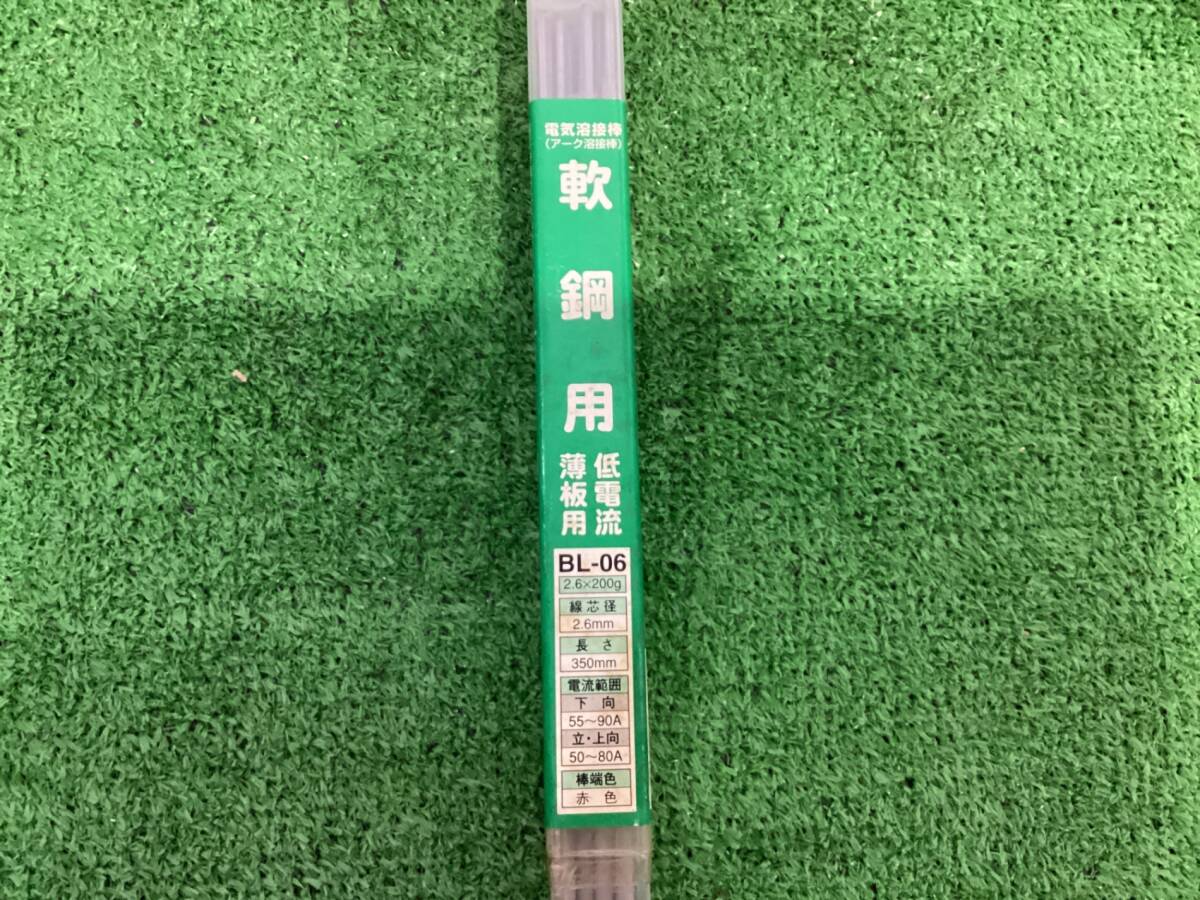 電気溶接棒
(アーク溶接棒)
軟鋼用
低電流
薄板用
BL-06
2.6×200g
線芯径
2.6mm
長さ
350mm
電流範囲
下向
55〜90A
立・上向
50〜80A
棒端色
赤色